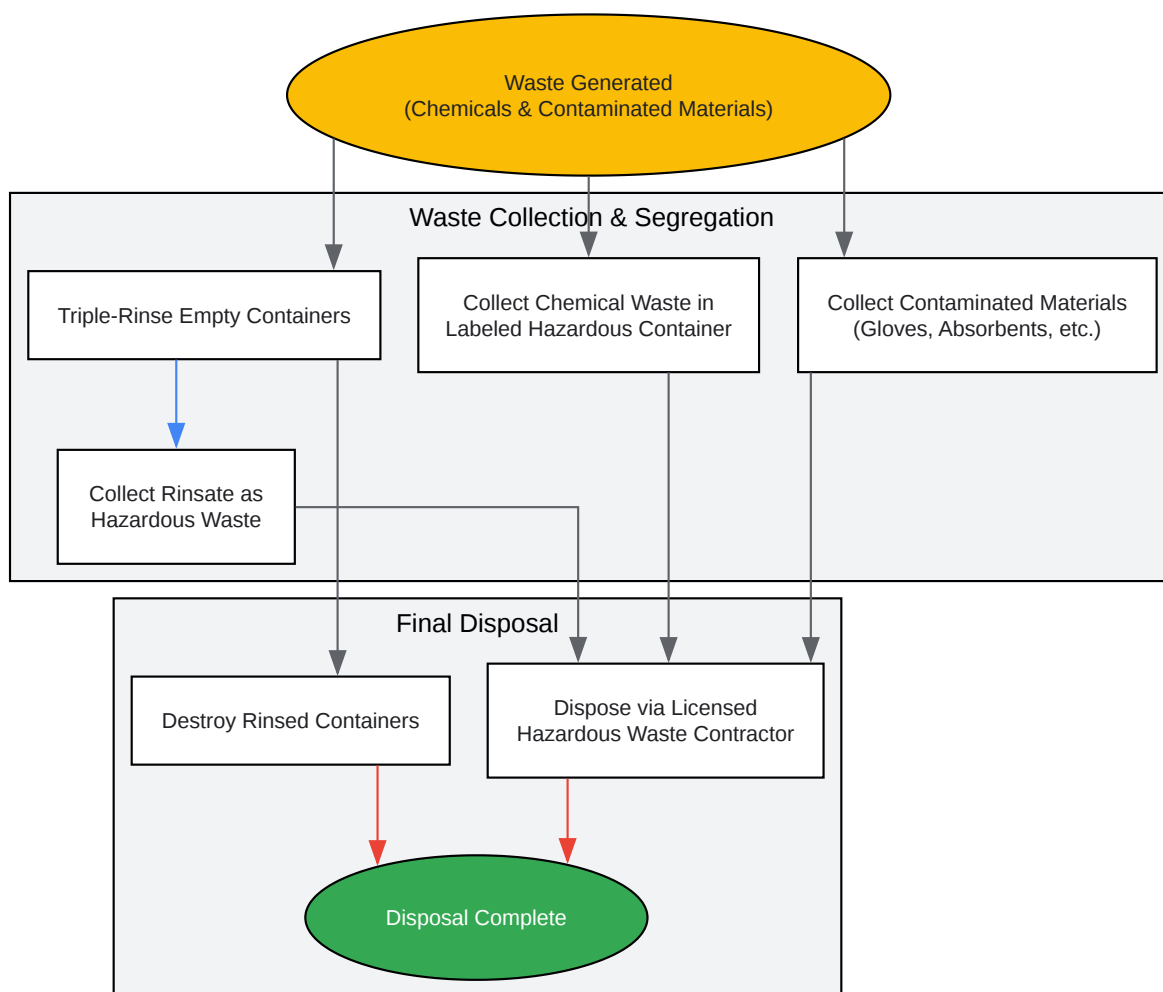 Waste Generated
(Chemicals & Contaminated Materials)
Waste Collection & Segregation
Triple-Rinse Empty Containers
Collect Chemical Waste in
Labeled Hazardous Container
Collect Contaminated Materials
(Gloves, Absorbents, etc.)
Collect Rinsate as
Hazardous Waste
Final Disposal
Destroy Rinsed Containers
Dispose via Licensed
Hazardous Waste Contractor
Disposal Complete